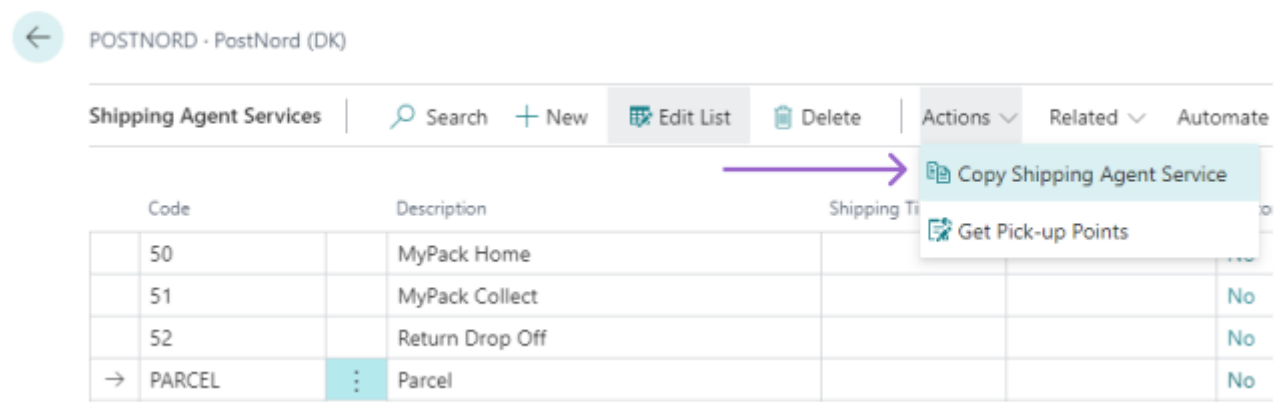 POSTNORD · PostNord (DK)
Shipping Agent Services Search New Edit List Delete Actions Related Automate
Copy Shipping Agent Service
Code Description Shipping
Get Pick-up Points
50 MyPack Home No
51 MyPack Collect No
52 Return Drop Off No
PARCEL Parcel No